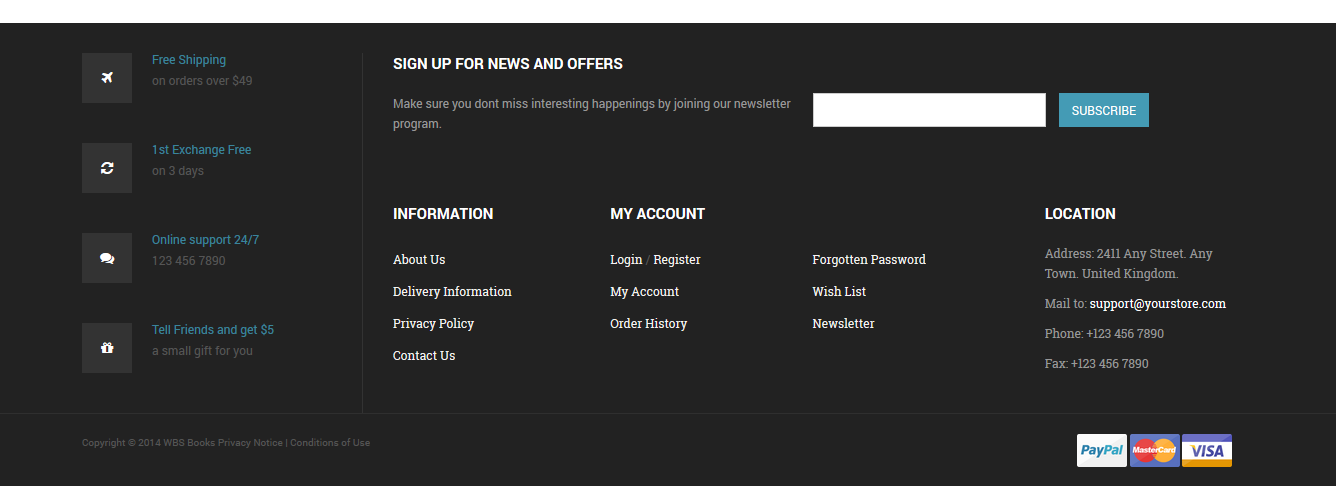 Free Shipping
on orders over $49
1st Exchange Free
on 3 days
Online support 24/7
123 456 7890
Tell Friends and get $5
a small gift for you
SIGN UP FOR NEWS AND OFFERS
Make sure you dont miss interesting happenings by joining our newsletter
program.
SUBSCRIBE
INFORMATION
About Us
Delivery Information
Privacy Policy
Contact Us
MY ACCOUNT
Login / Register
My Account
Order History
Forgotten Password
Wish List
Newsletter
LOCATION
Address: 2411 Any Street. Any
Town. United Kingdom.
Mail to: support@yourstore.com
Phone: +123 456 7890
Fax: +123 456 7890
Copyright © 2014 WBS Books Privacy Notice | Conditions of Use
PayPal
MasterCard
VISA